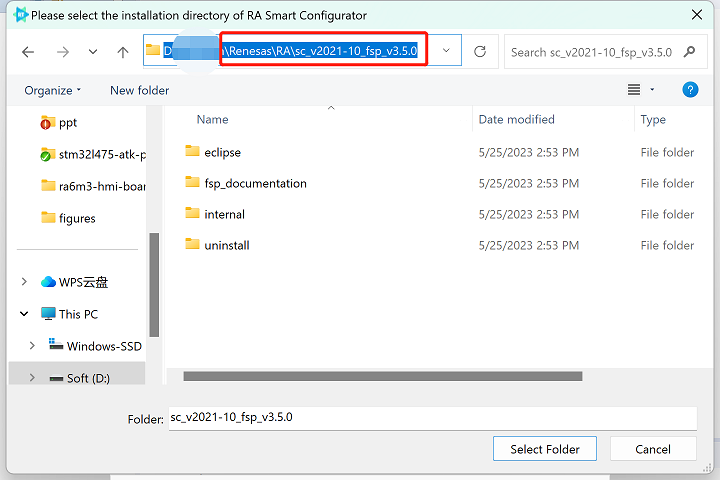 Please select the installation directory of RA Smart Configurator
D \Renesas\RA\sc_v2021-10_fsp_v3.5.0
Search sc_v2021-10_fsp_v3.5.0
Organize
New folder
?
Name Date modified Type
ppt
stm32l475-atk-p
ra6m3-hmi-boar
figures
WPS云盘
This PC
Windows-SSD
Soft (D:)
eclipse 5/25/2023 2:53 PM File folder
fsp_documentation 5/25/2023 2:53 PM File folder
internal 5/25/2023 2:53 PM File folder
uninstall 5/25/2023 2:53 PM File folder
Folder: sc_v2021-10_fsp_v3.5.0
Select Folder Cancel